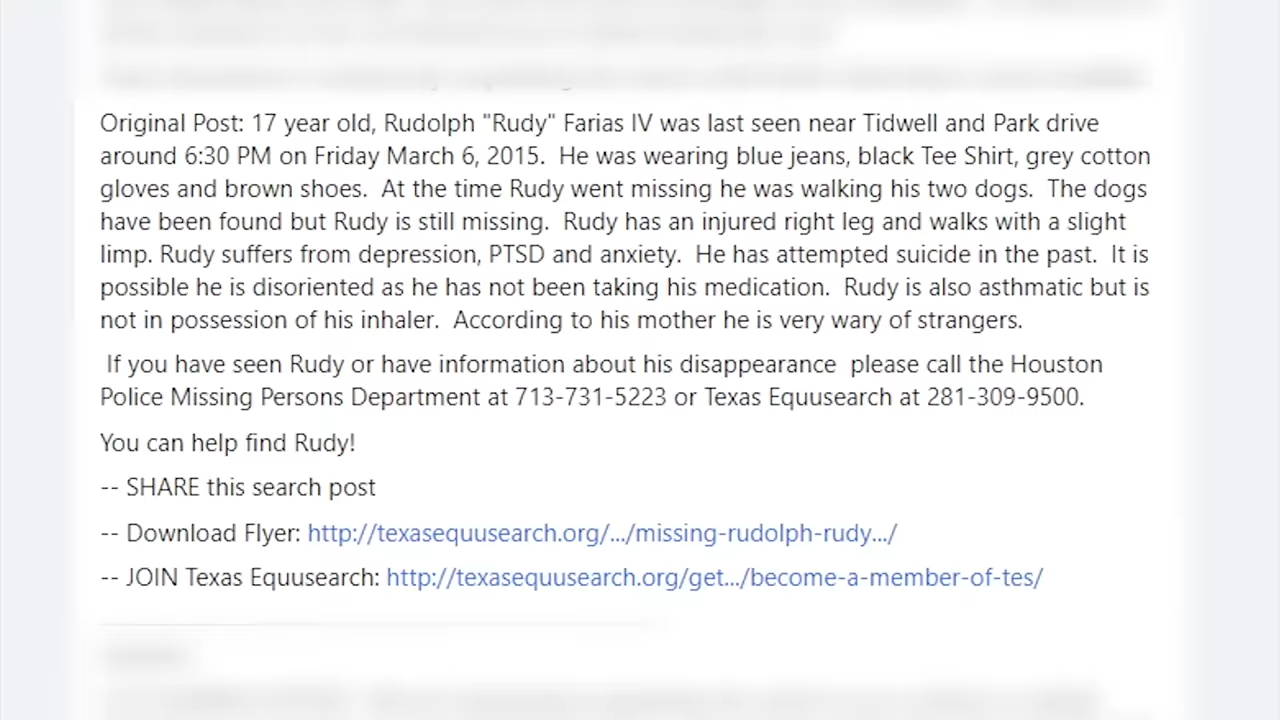 Original Post: 17 year old, Rudolph "Rudy" Farias IV was last seen near Tidwell and Park drive
around 6:30 PM on Friday March 6, 2015.  He was wearing blue jeans, black Tee Shirt, grey cotton
gloves and brown shoes.  At the time Rudy went missing he was walking his two dogs.  The dogs
have been found but Rudy is still missing.  Rudy has an injured right leg and walks with a slight
limp. Rudy suffers from depression, PTSD and anxiety.  He has attempted suicide in the past.  It is
possible he is disoriented as he has not been taking his medication.  Rudy is also asthmatic but is
not in possession of his inhaler.  According to his mother he is very wary of strangers.
If you have seen Rudy or have information about his disappearance  please call the Houston
Police Missing Persons Department at 713-731-5223 or Texas Equusearch at 281-309-9500.
You can help find Rudy!
-- SHARE this search post
-- Download Flyer: http://texasequusearch.org/.../missing-rudolph-rudy.../
-- JOIN Texas Equusearch: http://texasequusearch.org/get.../become-a-member-of-tes/